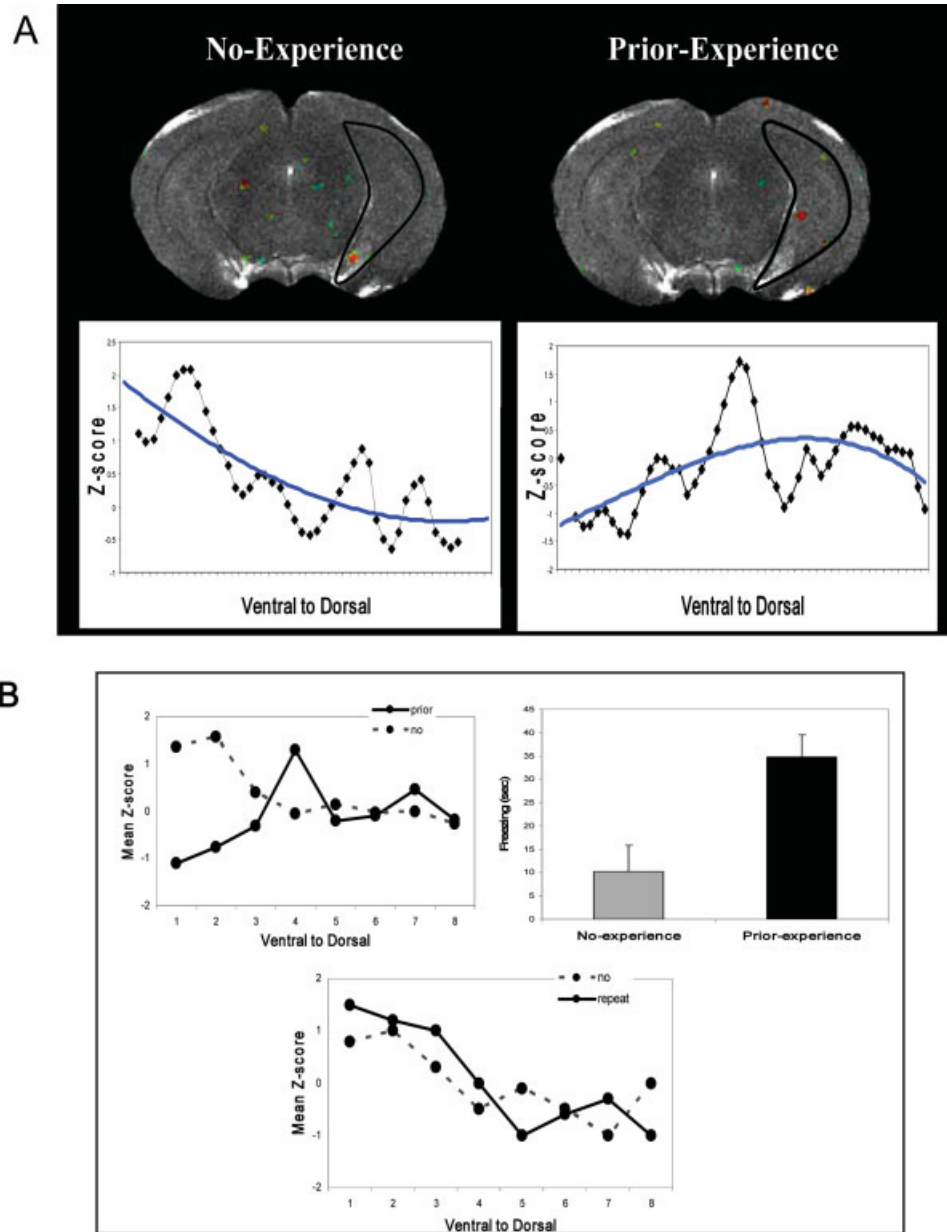 A
No-Experience
Prior-Experience
Z-score
2.5
2
1.5
1
.5
0
-0.5
-1
Ventral to Dorsal
Z-score
2
1.5
1
0.5
0
-.05
-1
-1.5
-2
Ventral to Dorsal
B
prior
no
Mean Z-score
2
1
0
-1
-2
1 2 3 4 5 6 7 8
Ventral to Dorsal
Freezing (sec)
45
40
35
30
25
20
15
10
5
0
No-experience Prior-experience
no
repeat
Mean Z-score
2
1
0
-1
-2
1 2 3 4 5 6 7 8
Ventral to Dorsal